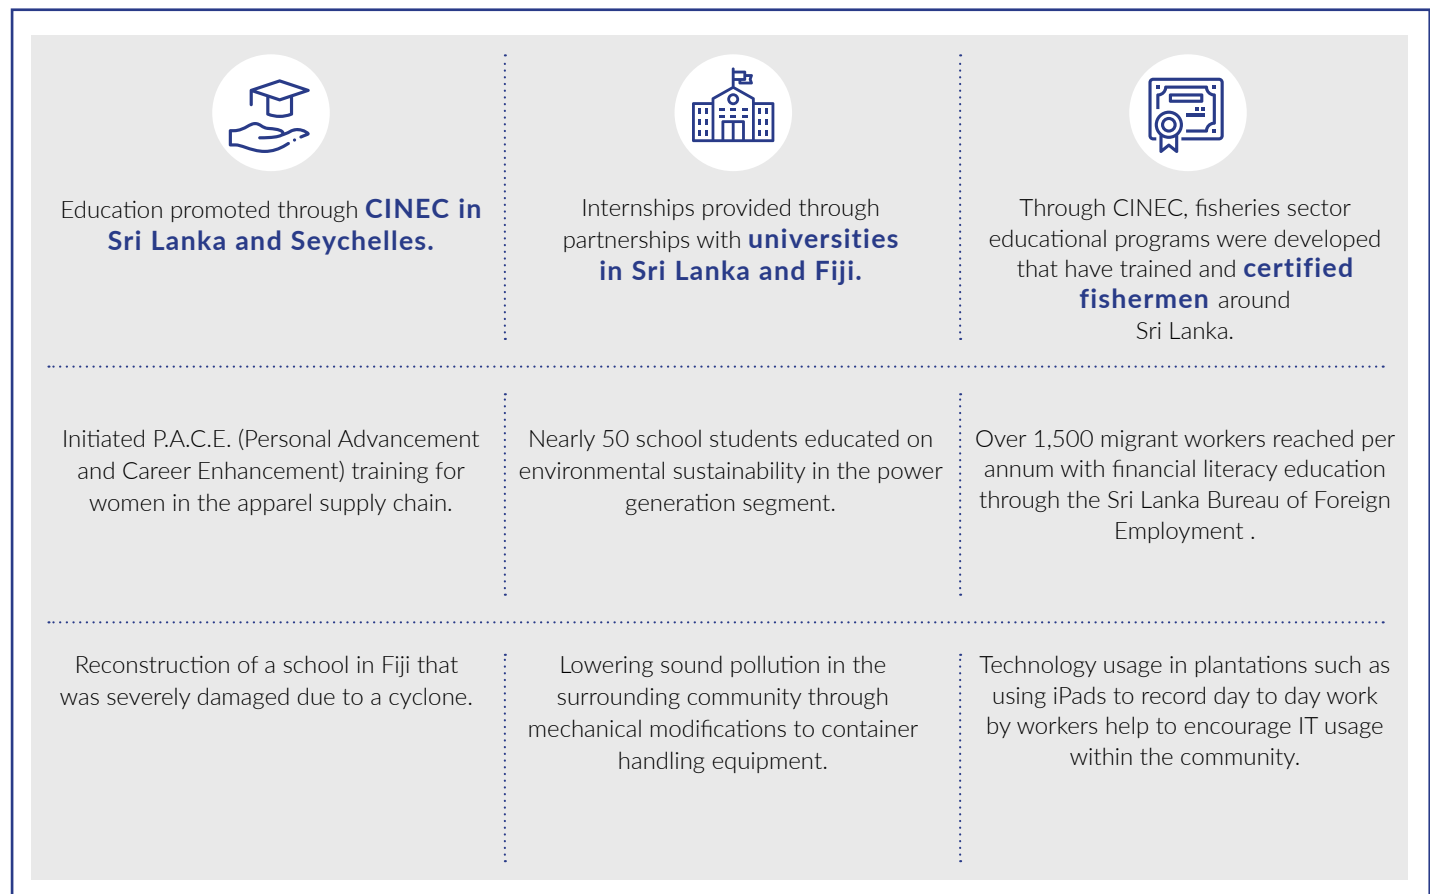 Education promoted through CINEC in
Sri Lanka and Seychelles.
Internships provided through
partnerships with universities
in Sri Lanka and Fiji.
Through CINEC, fisheries sector
educational programs were developed
that have trained and certified
fishermen around
Sri Lanka.
Initiated P.A.C.E. (Personal Advancement
and Career Enhancement) training for
women in the apparel supply chain.
Nearly 50 school students educated on
environmental sustainability in the power
generation segment.
Over 1,500 migrant workers reached per
annum with financial literacy education
through the Sri Lanka Bureau of Foreign
Employment .
Reconstruction of a school in Fiji that
was severely damaged due to a cyclone.
Lowering sound pollution in the
surrounding community through
mechanical modifications to container
handling equipment.
Technology usage in plantations such as
using iPads to record day to day work
by workers help to encourage IT usage
within the community.